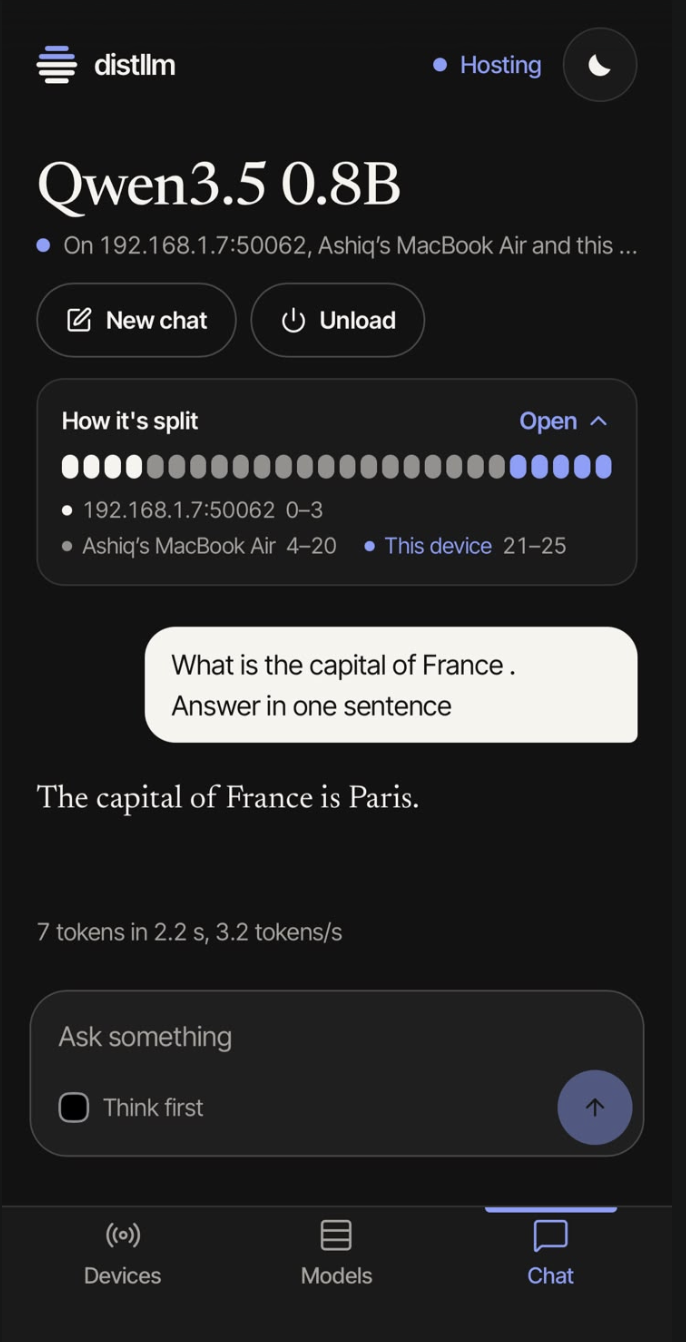 distllm
Hosting
Qwen3.5 0.8B
On 192.168.1.7:50062, Ashiq's MacBook Air and this ...
New chat
Unload
How it's split
Open
192.168.1.7:50062 0–3
Ashiq's MacBook Air 4–20
This device 21–25
What is the capital of France .
Answer in one sentence
The capital of France is Paris.
7 tokens in 2.2 s, 3.2 tokens/s
Ask something
Think first
Devices
Models
Chat